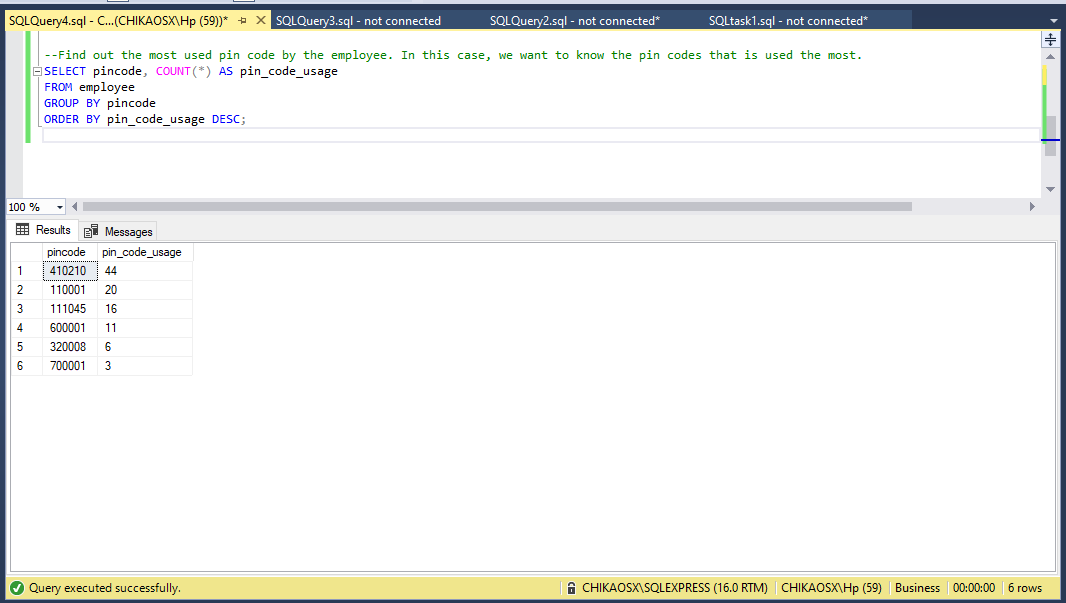 SQLQuery4.sql - C...(CHIKAOSX\Hp (59))* SQLQuery3.sql - not connected SQLQuery2.sql - not connected* SQLtask1.sql - not connected*
--Find out the most used pin code by the employee. In this case, we want to know the pin codes that is used the most.
SELECT pincode, COUNT(*) AS pin_code_usage
FROM employee
GROUP BY pincode
ORDER BY pin_code_usage DESC;
100 %
Results Messages
pincode pin_code_usage
1 410210 44
2 110001 20
3 111045 16
4 600001 11
5 320008 6
6 700001 3
Query executed successfully. CHIKAOSX\SQLEXPRESS (16.0 RTM) CHIKAOSX\Hp (59) Business 00:00:00 6 rows